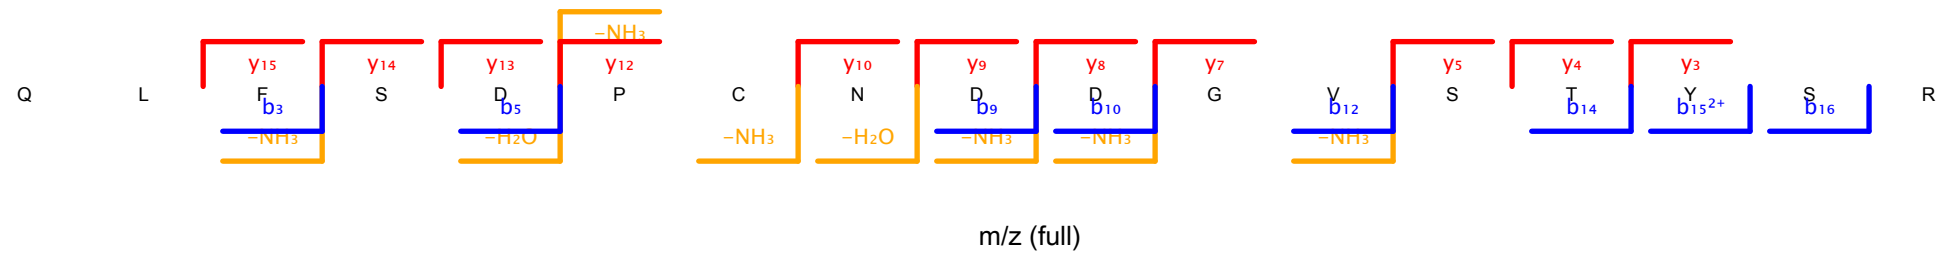 –NH₃
y₁₅ y₁₄ y₁₃ y₁₂ y₁₀ y₉ y₈ y₇ y₅ y₄ y₃
Q L F S D P C N D D G V S T Y S R
b₃ b₅ b₉ b₁₀ b₁₂ b₁₄ b₁₅²⁺ b₁₆
–NH₃ –H₂O –NH₃ –H₂O –NH₃ –NH₃ –NH₃
m/z (full)